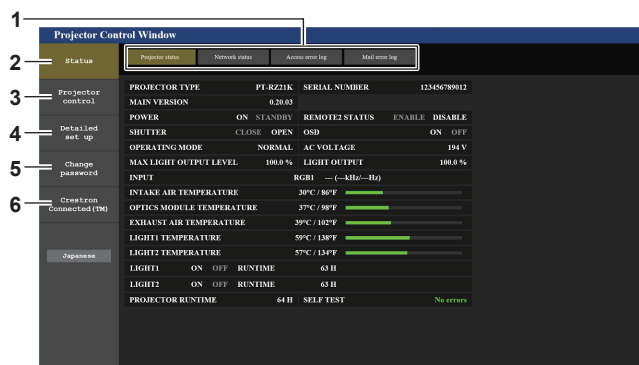 1
Projector Control Window
2
Status
Projector status Network status Access error log Mail error log
3
Projector
control
4
Detailed
set up
5
Change
password
6
Crestron
Connected(TM)
Japanese
PROJECTOR TYPE PT-RZ21K SERIAL NUMBER 123456789012
MAIN VERSION 0.20.03
POWER ON STANDBY REMOTE2 STATUS ENABLE DISABLE
SHUTTER CLOSE OPEN OSD ON OFF
OPERATING MODE NORMAL AC VOLTAGE 194 V
MAX LIGHT OUTPUT LEVEL 100.0 % LIGHT OUTPUT 100.0 %
INPUT RGB1 --- (---kHz/---Hz)
INTAKE AIR TEMPERATURE 30°C / 86°F
OPTICS MODULE TEMPERATURE 37°C / 98°F
EXHAUST AIR TEMPERATURE 39°C / 102°F
LIGHT1 TEMPERATURE 59°C / 138°F
LIGHT2 TEMPERATURE 57°C / 134°F
LIGHT1 ON OFF RUNTIME 63 H
LIGHT2 ON OFF RUNTIME 63 H
PROJECTOR RUNTIME 64 H SELF TEST No errors